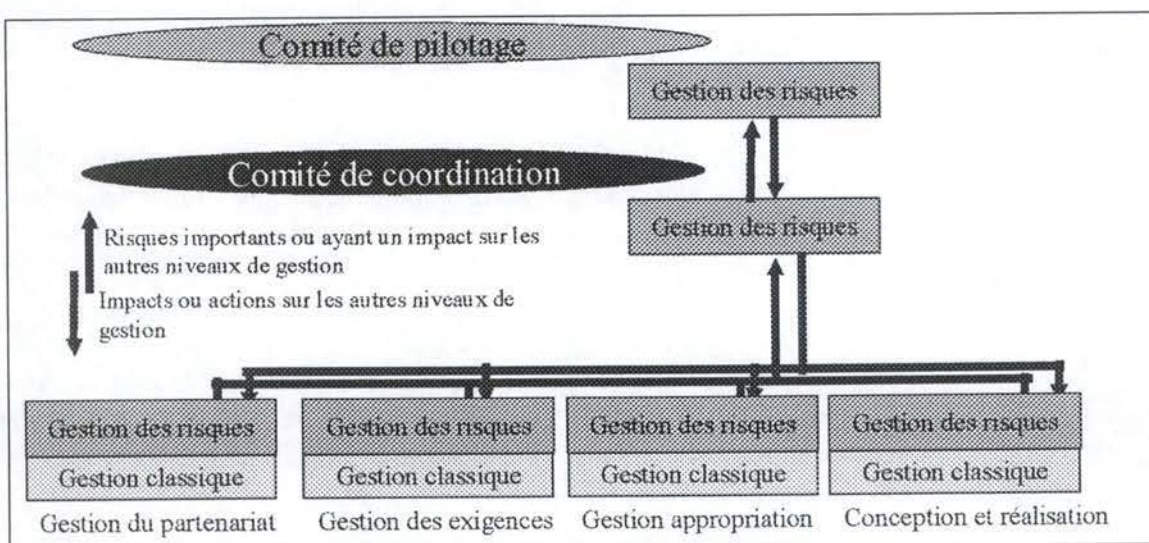 Comité de pilotage
Gestion des risques
Comité de coordination
Gestion des risques
Risques importants ou ayant un impact sur les
autres niveaux de gestion
Impacts ou actions sur les autres niveaux de
gestion
Gestion des risques
Gestion des risques
Gestion des risques
Gestion des risques
Gestion classique
Gestion classique
Gestion classique
Gestion classique
Gestion du partenariat
Gestion des exigences
Gestion appropriation
Conception et réalisation